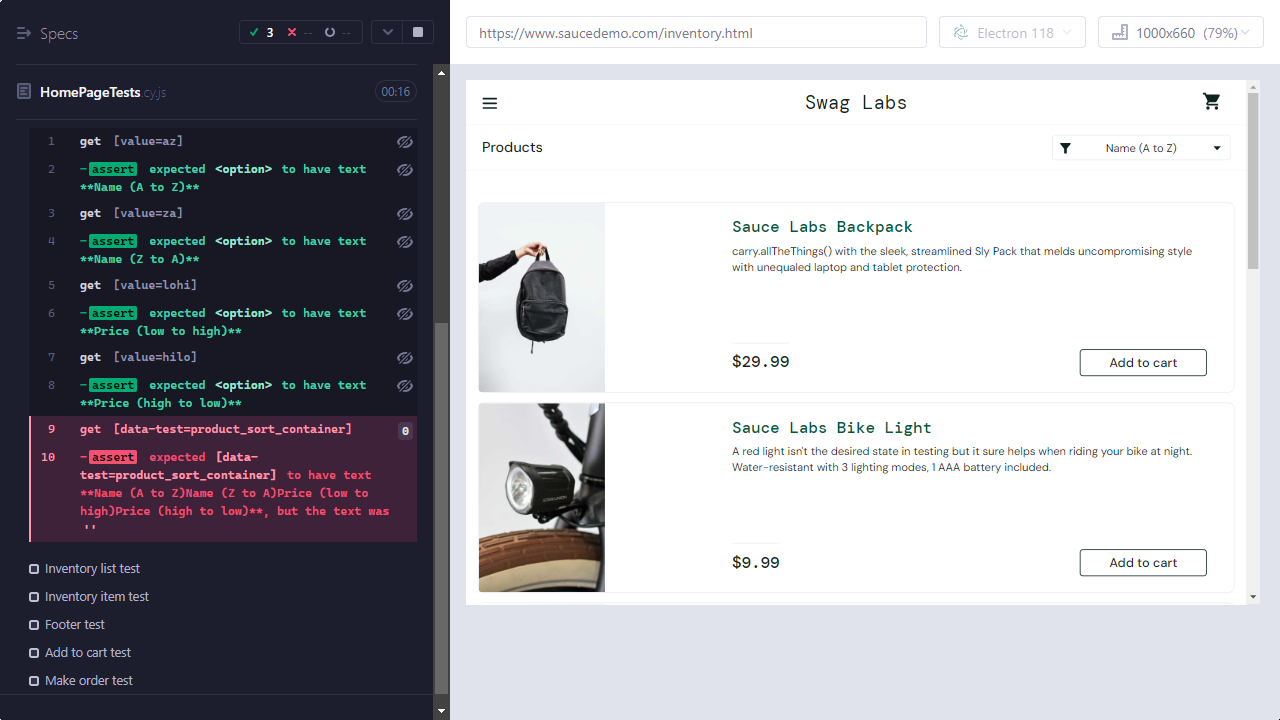 Specs
3
--
--
https://www.saucedemo.com/inventory.html
Electron 118
1000x660 (79%)
HomePageTests.cy.js
00:16
1 get [value=az]
2 -assert expected <option> to have text
**Name (A to Z)**
3 get [value=za]
4 -assert expected <option> to have text
**Name (Z to A)**
5 get [value=lohi]
6 -assert expected <option> to have text
**Price (low to high)**
7 get [value=hilo]
8 -assert expected <option> to have text
**Price (high to low)**
9 get [data-test=product_sort_container] 0
10 -assert expected [data-
test=product_sort_container] to have text
**Name (A to Z)Name (Z to A)Price (low to
high)Price (high to low)**, but the text was
''
Inventory list test
Inventory item test
Footer test
Add to cart test
Make order test
Swag Labs
Products
Name (A to Z)
Sauce Labs Backpack
carry.allTheThings() with the sleek, streamlined Sly Pack that melds uncompromising style
with unequaled laptop and tablet protection.
$29.99
Add to cart
Sauce Labs Bike Light
A red light isn't the desired state in testing but it sure helps when riding your bike at night.
Water-resistant with 3 lighting modes, 1 AAA battery included.
$9.99
Add to cart